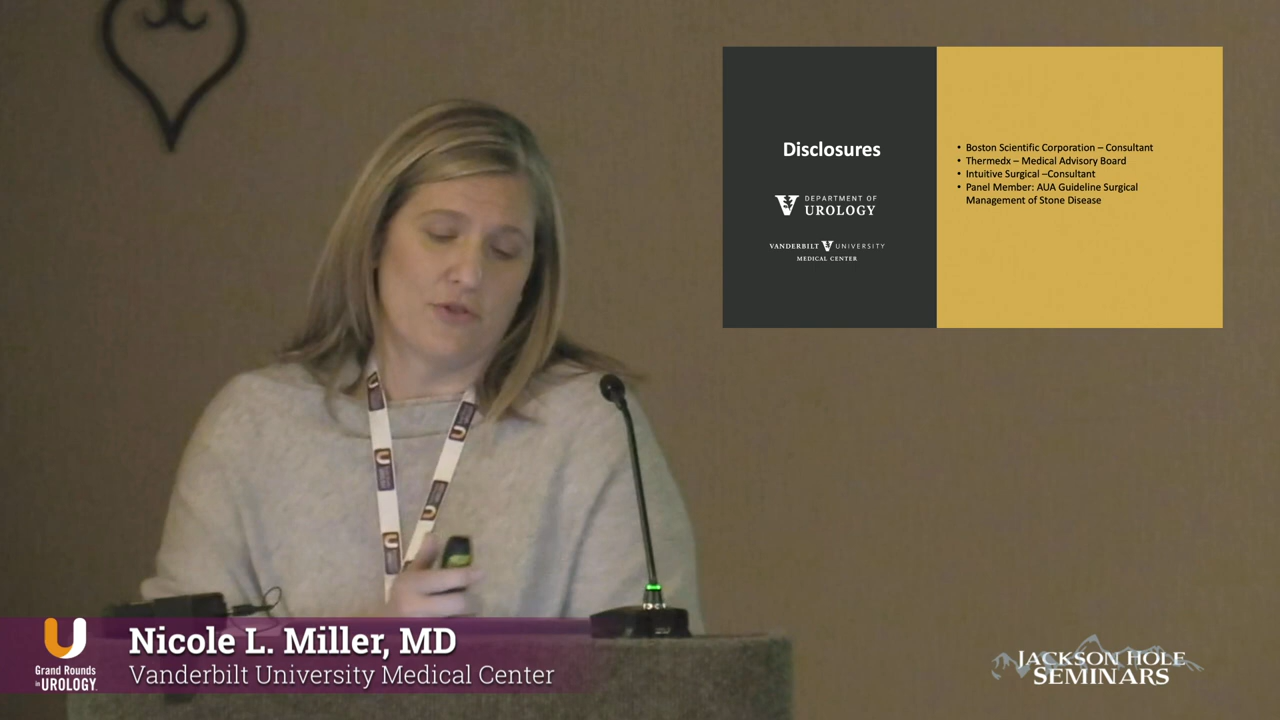 Disclosures
DEPARTMENT OF
UROLOGY
VANDERBILT UNIVERSITY
MEDICAL CENTER
• Boston Scientific Corporation – Consultant
• Thermedx – Medical Advisory Board
• Intuitive Surgical –Consultant
• Panel Member: AUA Guideline Surgical
Management of Stone Disease
Grand Rounds
in UROLOGY
Nicole L. Miller, MD
Vanderbilt University Medical Center
JACKSON HOLE
SEMINARS